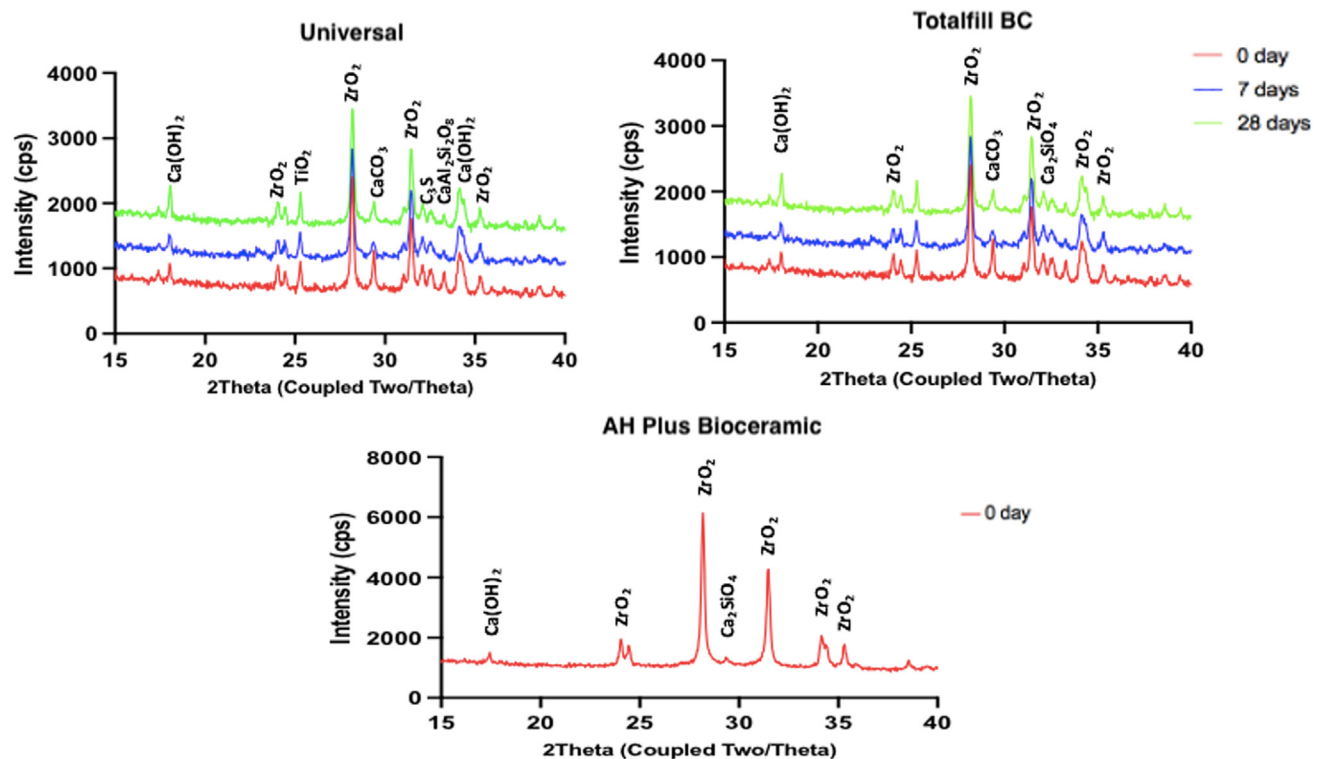 Universal
4000
3000
2000
1000
0
Intensity (cps)
Ca(OH)₂
ZrO₂
TiO₂
ZrO₂
CaCO₃
ZrO₂
C₃S
CaAl₂Si₂O₈
Ca(OH)₂
ZrO₂
15 20 25 30 35 40
2Theta (Coupled Two/Theta)
Totalfill BC
4000
3000
2000
1000
0
Intensity (cps)
Ca(OH)₂
ZrO₂
ZrO₂
CaCO₃
ZrO₂
Ca₂SiO₄
ZrO₂
ZrO₂
15 20 25 30 35 40
2Theta (Coupled Two/Theta)
0 day
7 days
28 days
AH Plus Bioceramic
8000
6000
4000
2000
0
Intensity (cps)
Ca(OH)₂
ZrO₂
ZrO₂
Ca₂SiO₄
ZrO₂
ZrO₂
ZrO₂
15 20 25 30 35 40
2Theta (Coupled Two/Theta)
0 day